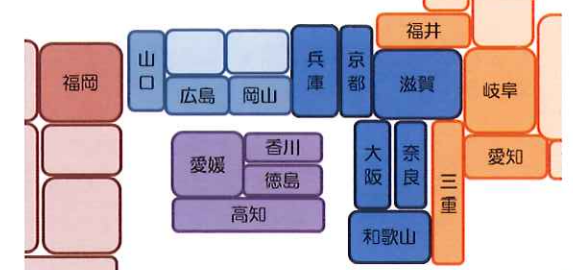 福井
福岡
山口
広島
岡山
兵庫
京都
滋賀
岐阜
愛媛
香川
徳島
高知
大阪
奈良
三重
愛知
和歌山